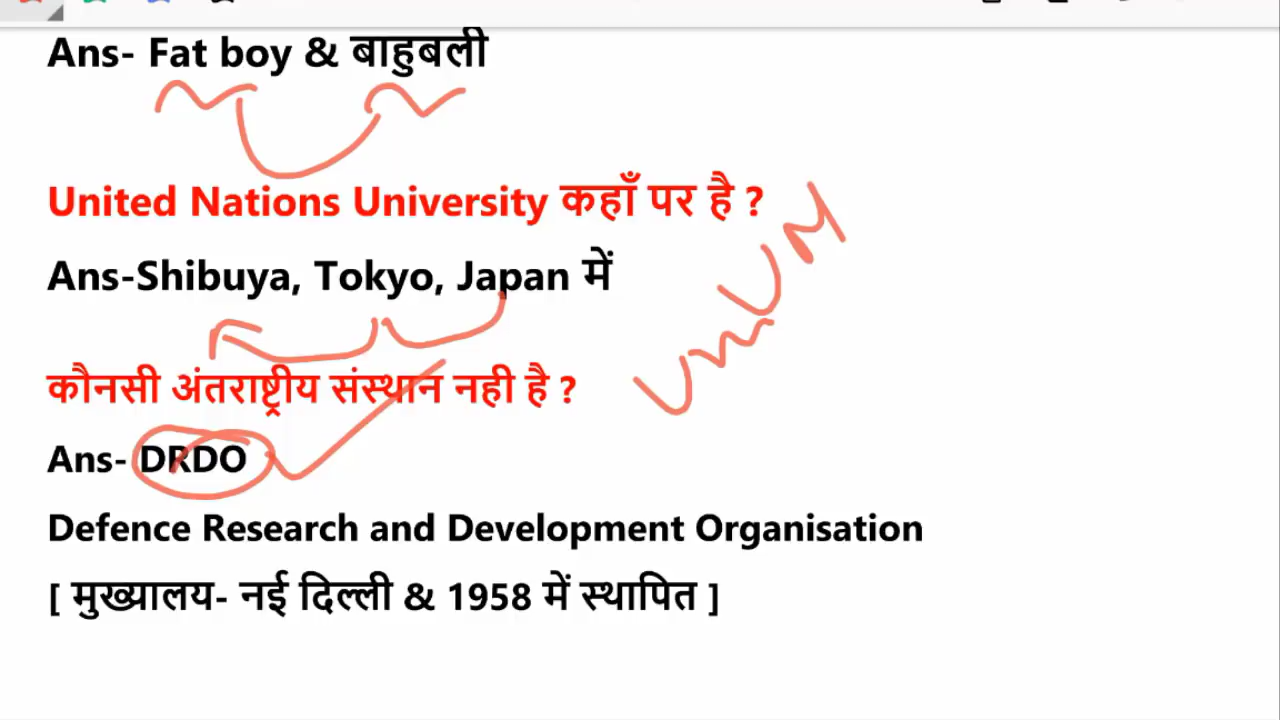 Ans- Fat boy & बाहुबली
United Nations University कहाँ पर है ?
Ans-Shibuya, Tokyo, Japan में
कौनसी अंतराष्ट्रीय संस्थान नही है ?
Ans- DRDO
Defence Research and Development Organisation
[ मुख्यालय- नई दिल्ली & 1958 में स्थापित ]